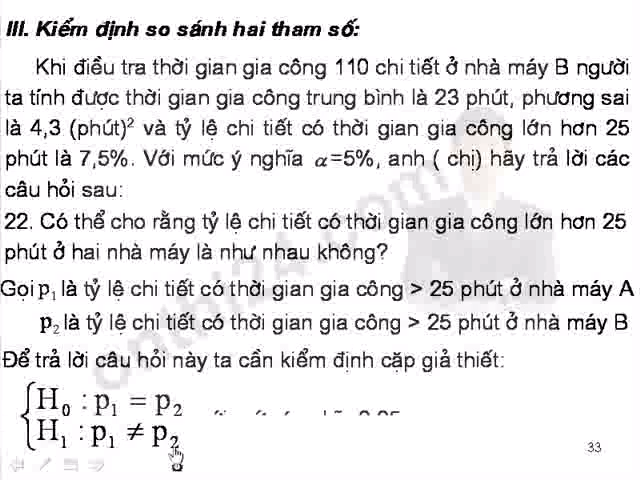 III. Kiểm định so sánh hai tham số:
Khi điều tra thời gian gia công 110 chi tiết ở nhà máy B người
ta tính được thời gian gia công trung bình là 23 phút, phương sai
là 4,3 (phút)² và tỷ lệ chi tiết có thời gian gia công lớn hơn 25
phút là 7,5%. Với mức ý nghĩa α=5%, anh ( chị) hãy trả lời các
câu hỏi sau:
22. Có thể cho rằng tỷ lệ chi tiết có thời gian gia công lớn hơn 25
phút ở hai nhà máy là như nhau không?
Gọi p₁ là tỷ lệ chi tiết có thời gian gia công > 25 phút ở nhà máy A
p₂ là tỷ lệ chi tiết có thời gian gia công > 25 phút ở nhà máy B
Để trả lời câu hỏi này ta cần kiểm định cặp giả thiết:
H₀ : p₁ = p₂
H₁ : p₁ ≠ p₂
33